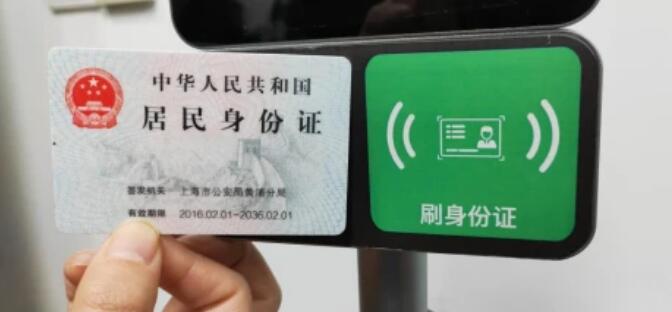 中华人民共和国
居民身份证
签发机关 上海市公安局黄浦分局
有效期限 2016.02.01-2036.02.01
刷身份证